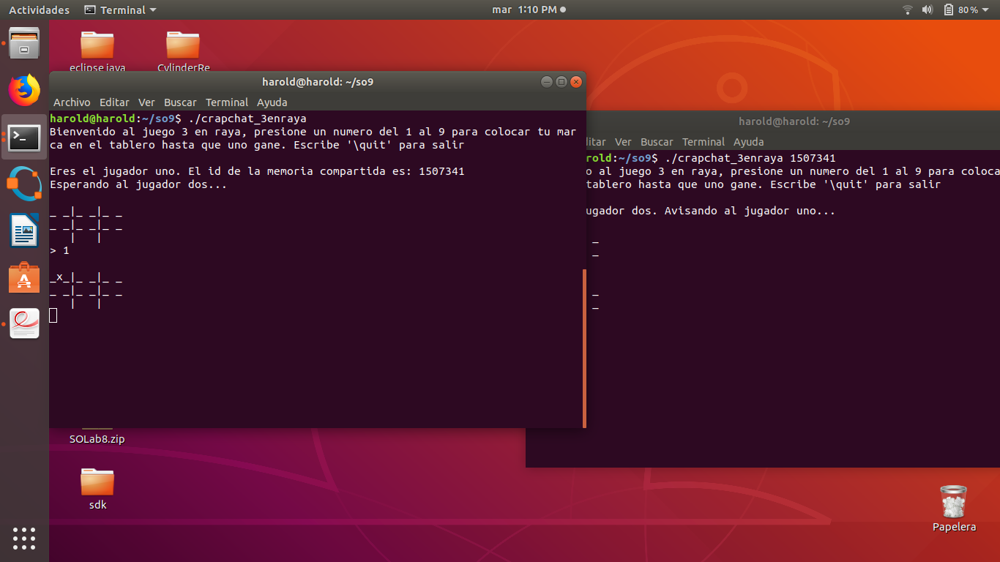 Actividades
Terminal
mar 1:10 PM
80 %
eclipse java
CylinderRe
harold@harold: ~/so9
Archivo Editar Ver Buscar Terminal Ayuda
harold@harold:~/so9$ ./crapchat_3enraya
Bienvenido al juego 3 en raya, presione un numero del 1 al 9 para colocar tu mar
ca en el tablero hasta que uno gane. Escribe '\quit' para salir
Eres el jugador uno. El id de la memoria compartida es: 1507341
Esperando al jugador dos...
_ _|_ _|_ _
_ _|_ _|_ _
   |   |
> 1
_x_|_ _|_ _
_ _|_ _|_ _
   |   |
harold@harold: ~/so9
itar Ver Buscar Terminal Ayuda
rold:~/so9$ ./crapchat_3enraya 1507341
o al juego 3 en raya, presione un numero del 1 al 9 para coloca
tablero hasta que uno gane. Escribe '\quit' para salir
ugador dos. Avisando al jugador uno...
_
_
_
_
SOLab8.zip
sdk
Papelera